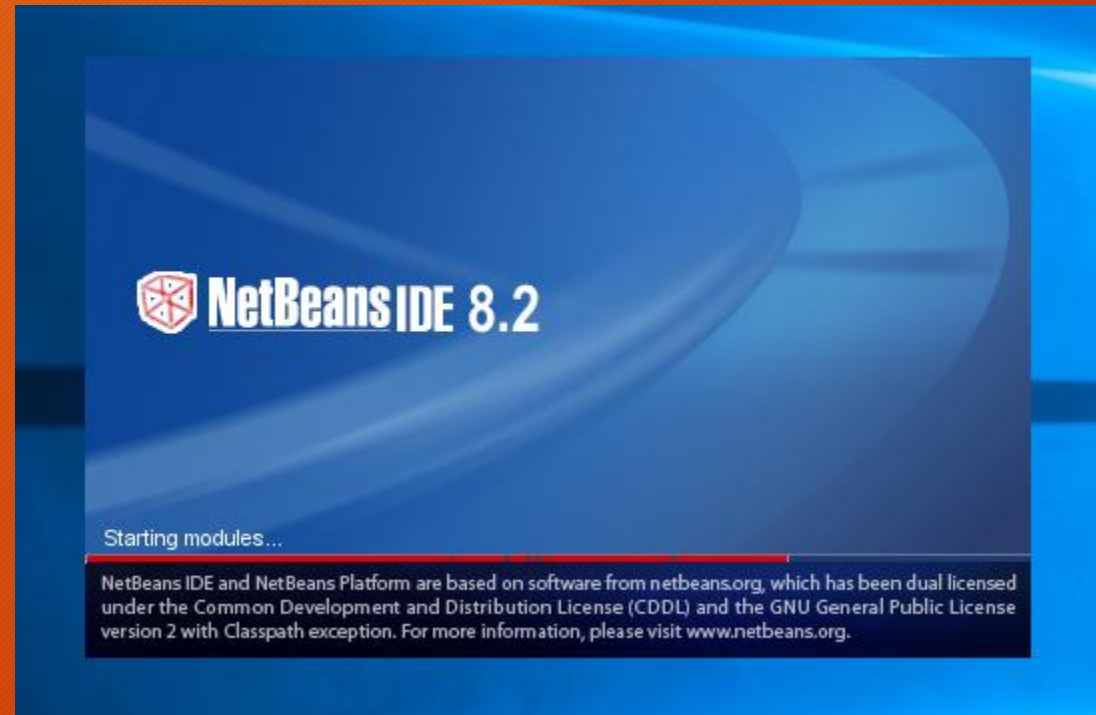 NetBeans IDE 8.2
Starting modules...
NetBeans IDE and NetBeans Platform are based on software from netbeans.org, which has been dual licensed
under the Common Development and Distribution License (CDDL) and the GNU General Public License
version 2 with Classpath exception. For more information, please visit www.netbeans.org.